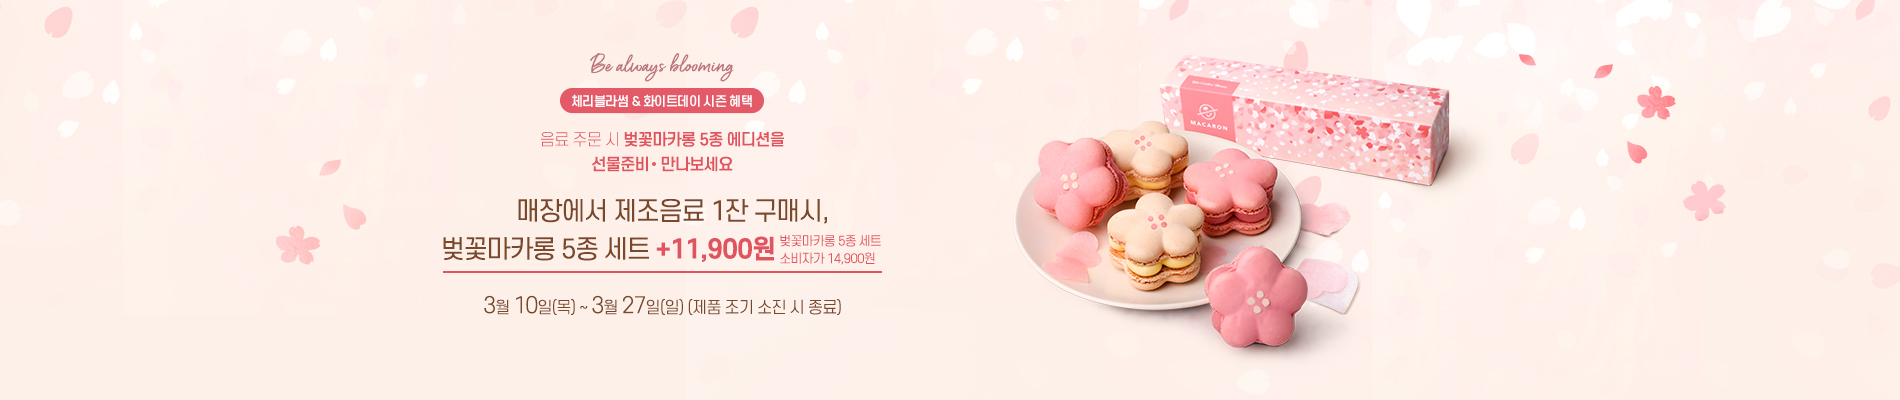 Be always blooming
체리블라썸 & 화이트데이 시즌 혜택
음료 주문 시 벚꽃마카롱 5종 에디션을
선물준비• 만나보세요
매장에서 제조음료 1잔 구매시,
벚꽃마카롱 5종 세트 +11,900원
벚꽃마카롱 5종 세트
소비자가 14,900원
3월 10일(목) ~ 3월 27일(일) (제품 조기 소진 시 종료)
MACARON